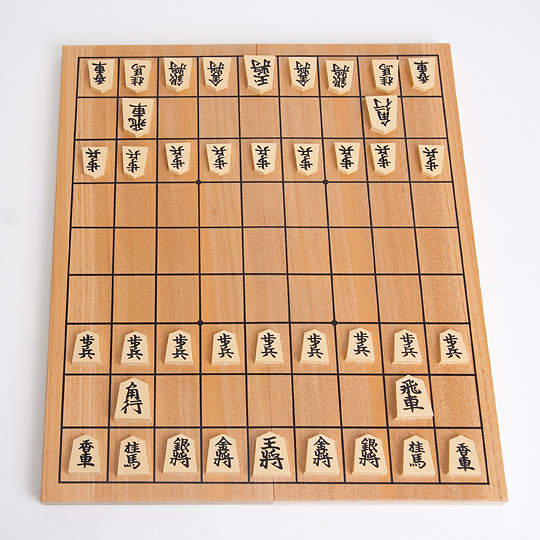 香車 桂馬 銀将 金将 王将 金将 銀将 桂馬 香車
飛車 角行
歩兵 歩兵 歩兵 歩兵 歩兵 歩兵 歩兵 歩兵 歩兵
歩兵 歩兵 歩兵 歩兵 歩兵 歩兵 歩兵 歩兵 歩兵
角行 飛車
香車 桂馬 銀将 金将 王将 金将 銀将 桂馬 香車